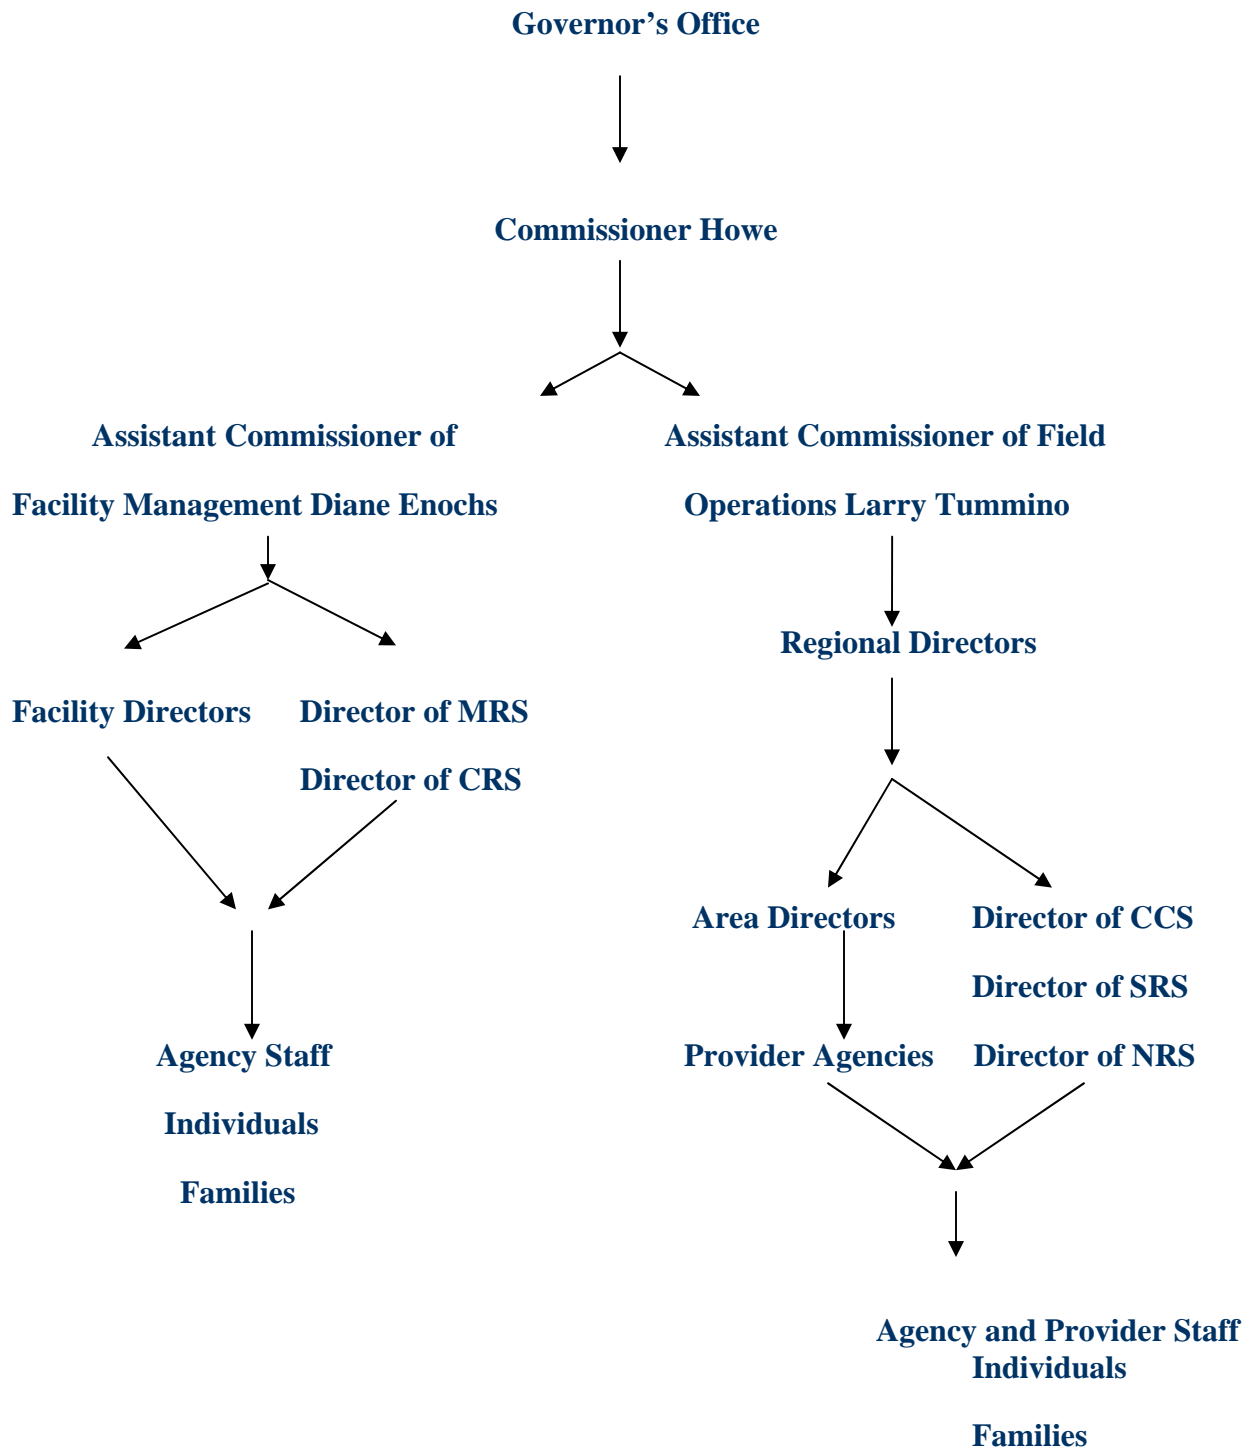 Governor’s Office
Commissioner Howe
Assistant Commissioner of
Facility Management Diane Enochs
Assistant Commissioner of Field
Operations Larry Tummino
Regional Directors
Facility Directors
Director of MRS
Director of CRS
Agency Staff
Individuals
Families
Area Directors
Provider Agencies
Director of CCS
Director of SRS
Director of NRS
Agency and Provider Staff
Individuals
Families